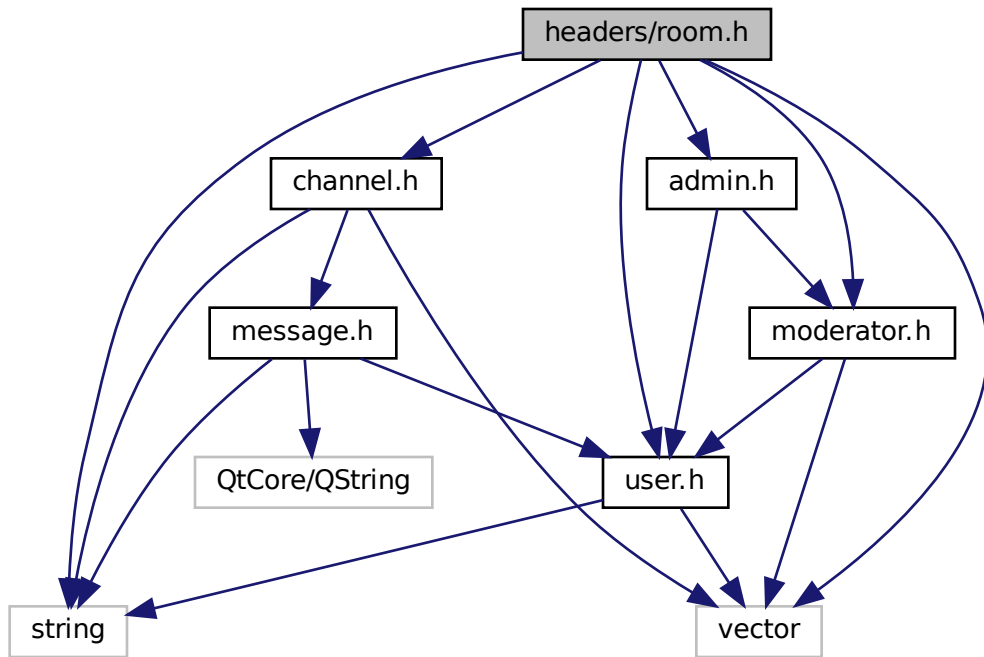 headers/room.h
channel.h
admin.h
message.h
moderator.h
QtCore/QString
user.h
string
vector